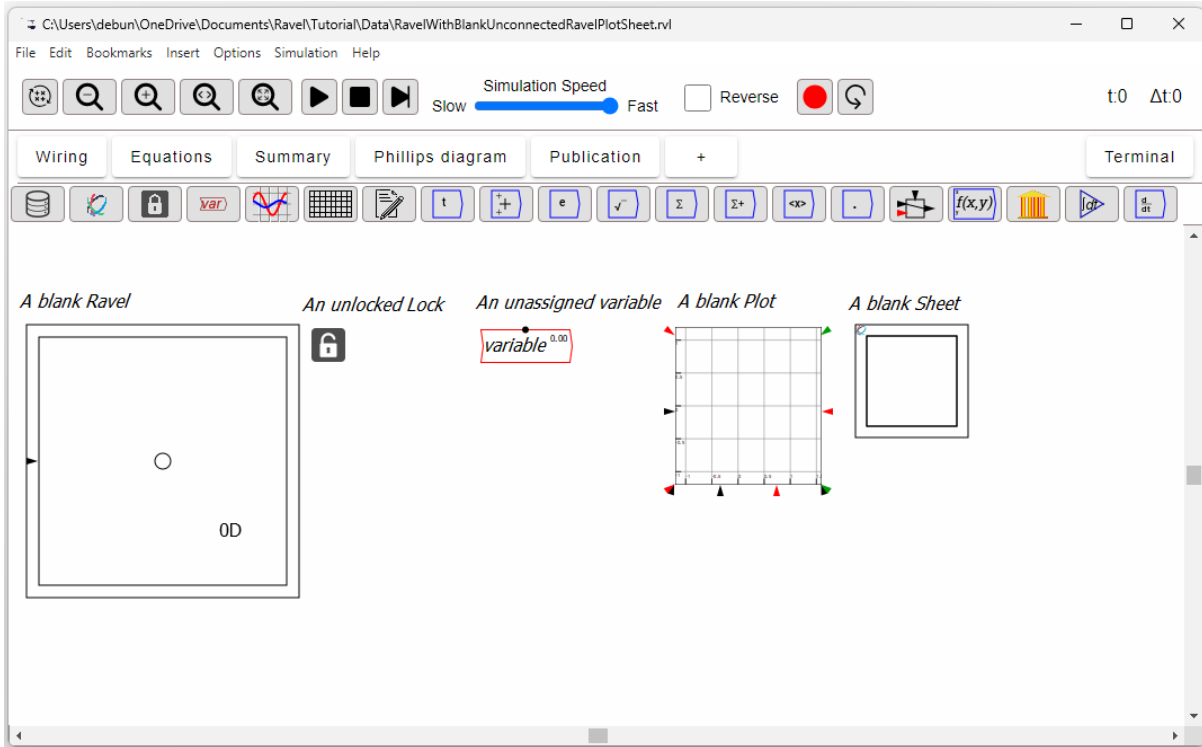 C:\Users\debun\OneDrive\Documents\Ravel\Tutorial\Data\RavelWithBlankUnconnectedRavelPlotSheet.rvl
File Edit Bookmarks Insert Options Simulation Help
Simulation Speed
Slow Fast Reverse t:0 Δt:0
Wiring Equations Summary Phillips diagram Publication + Terminal
var t + e √ Σ Σ+ <x> . f(x,y) ∫dt d/dt
A blank Ravel An unlocked Lock An unassigned variable A blank Plot A blank Sheet
variable 0.00
0D